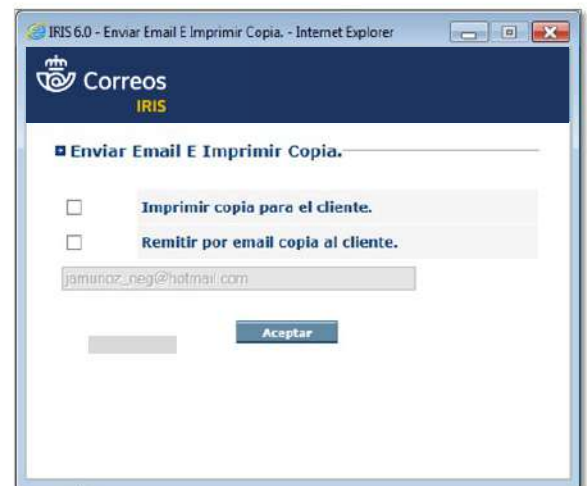 IRIS 6.0 - Enviar Email E Imprimir Copia. - Internet Explorer
Correos
IRIS
Enviar Email E Imprimir Copia.
Imprimir copia para el cliente.
Remitir por email copia al cliente.
jamunoz_neg@hotmail.com
Aceptar